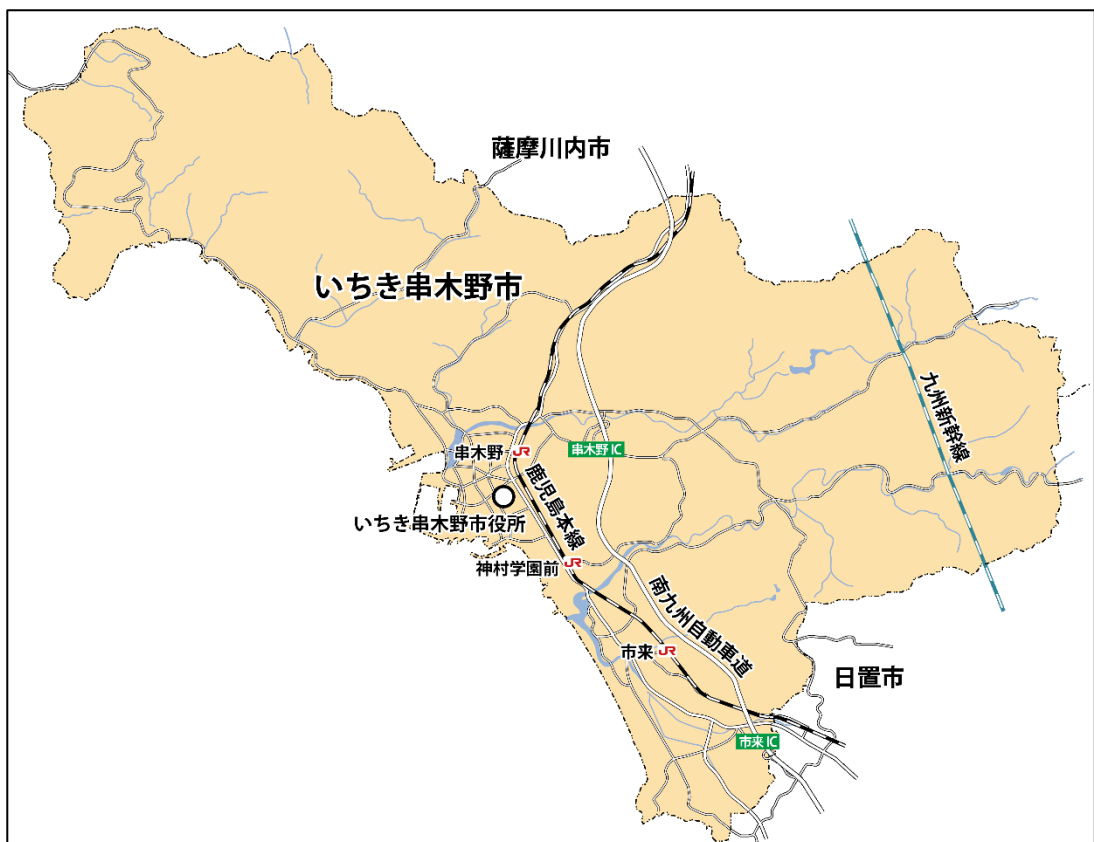 薩摩川内市
いちき串木野市
九州新幹線
串木野 JR
串木野 IC
鹿児島本線
いちき串木野市役所
神村学園前 JR
南九州自動車道
市来 JR
日置市
市来 IC